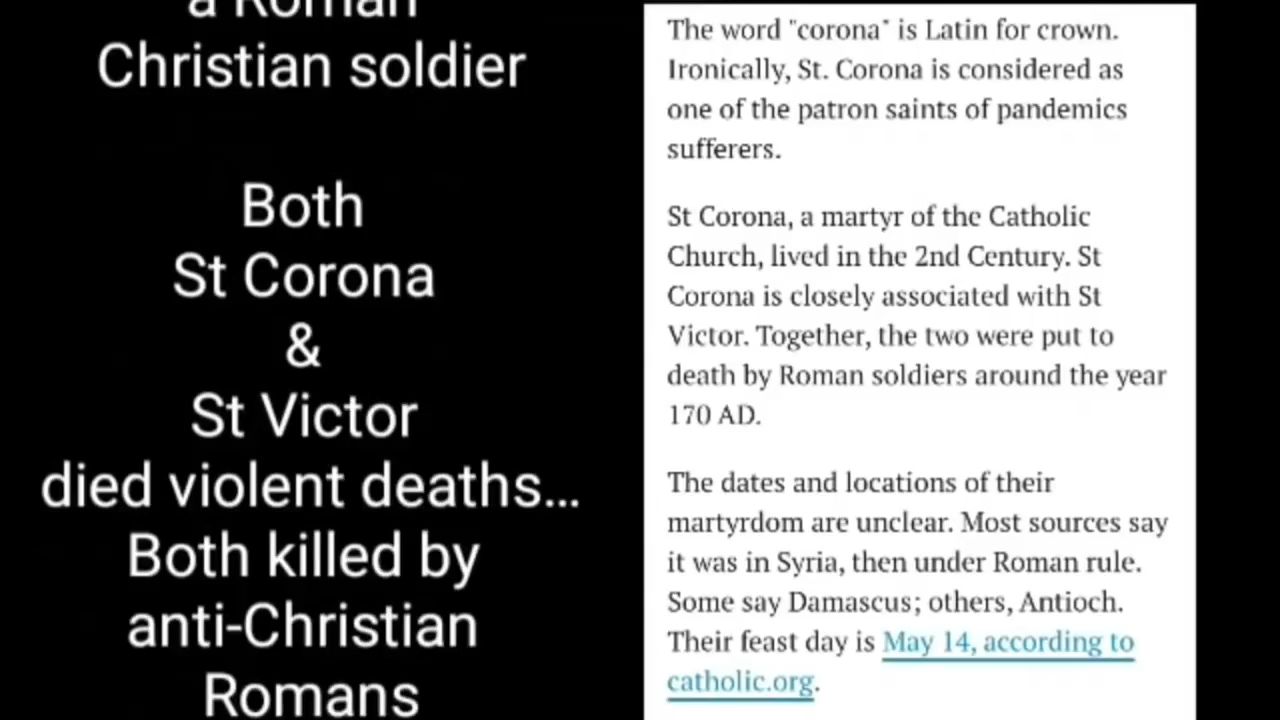 a Roman
Christian soldier
Both
St Corona
&
St Victor
died violent deaths...
Both killed by
anti-Christian
Romans
The word "corona" is Latin for crown.
Ironically, St. Corona is considered as
one of the patron saints of pandemics
sufferers.
St Corona, a martyr of the Catholic
Church, lived in the 2nd Century. St
Corona is closely associated with St
Victor. Together, the two were put to
death by Roman soldiers around the year
170 AD.
The dates and locations of their
martyrdom are unclear. Most sources say
it was in Syria, then under Roman rule.
Some say Damascus; others, Antioch.
Their feast day is May 14, according to
catholic.org.